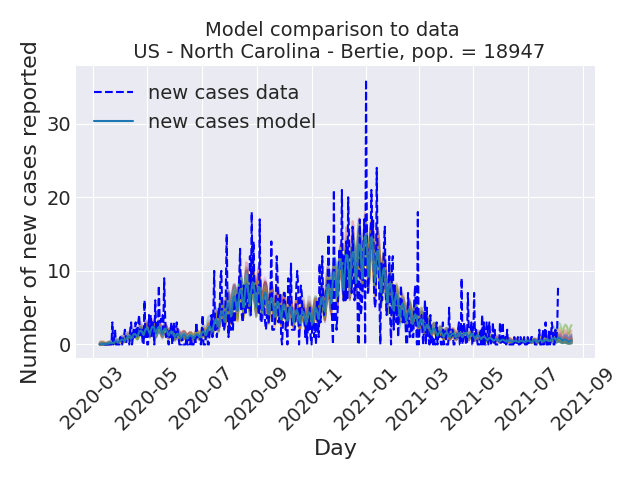 Model comparison to data
US - North Carolina - Bertie, pop. = 18947
Number of new cases reported
30
20
10
0
new cases data
new cases model
2020-03
2020-05
2020-07
2020-09
2020-11
2021-01
2021-03
2021-05
2021-07
2021-09
Day